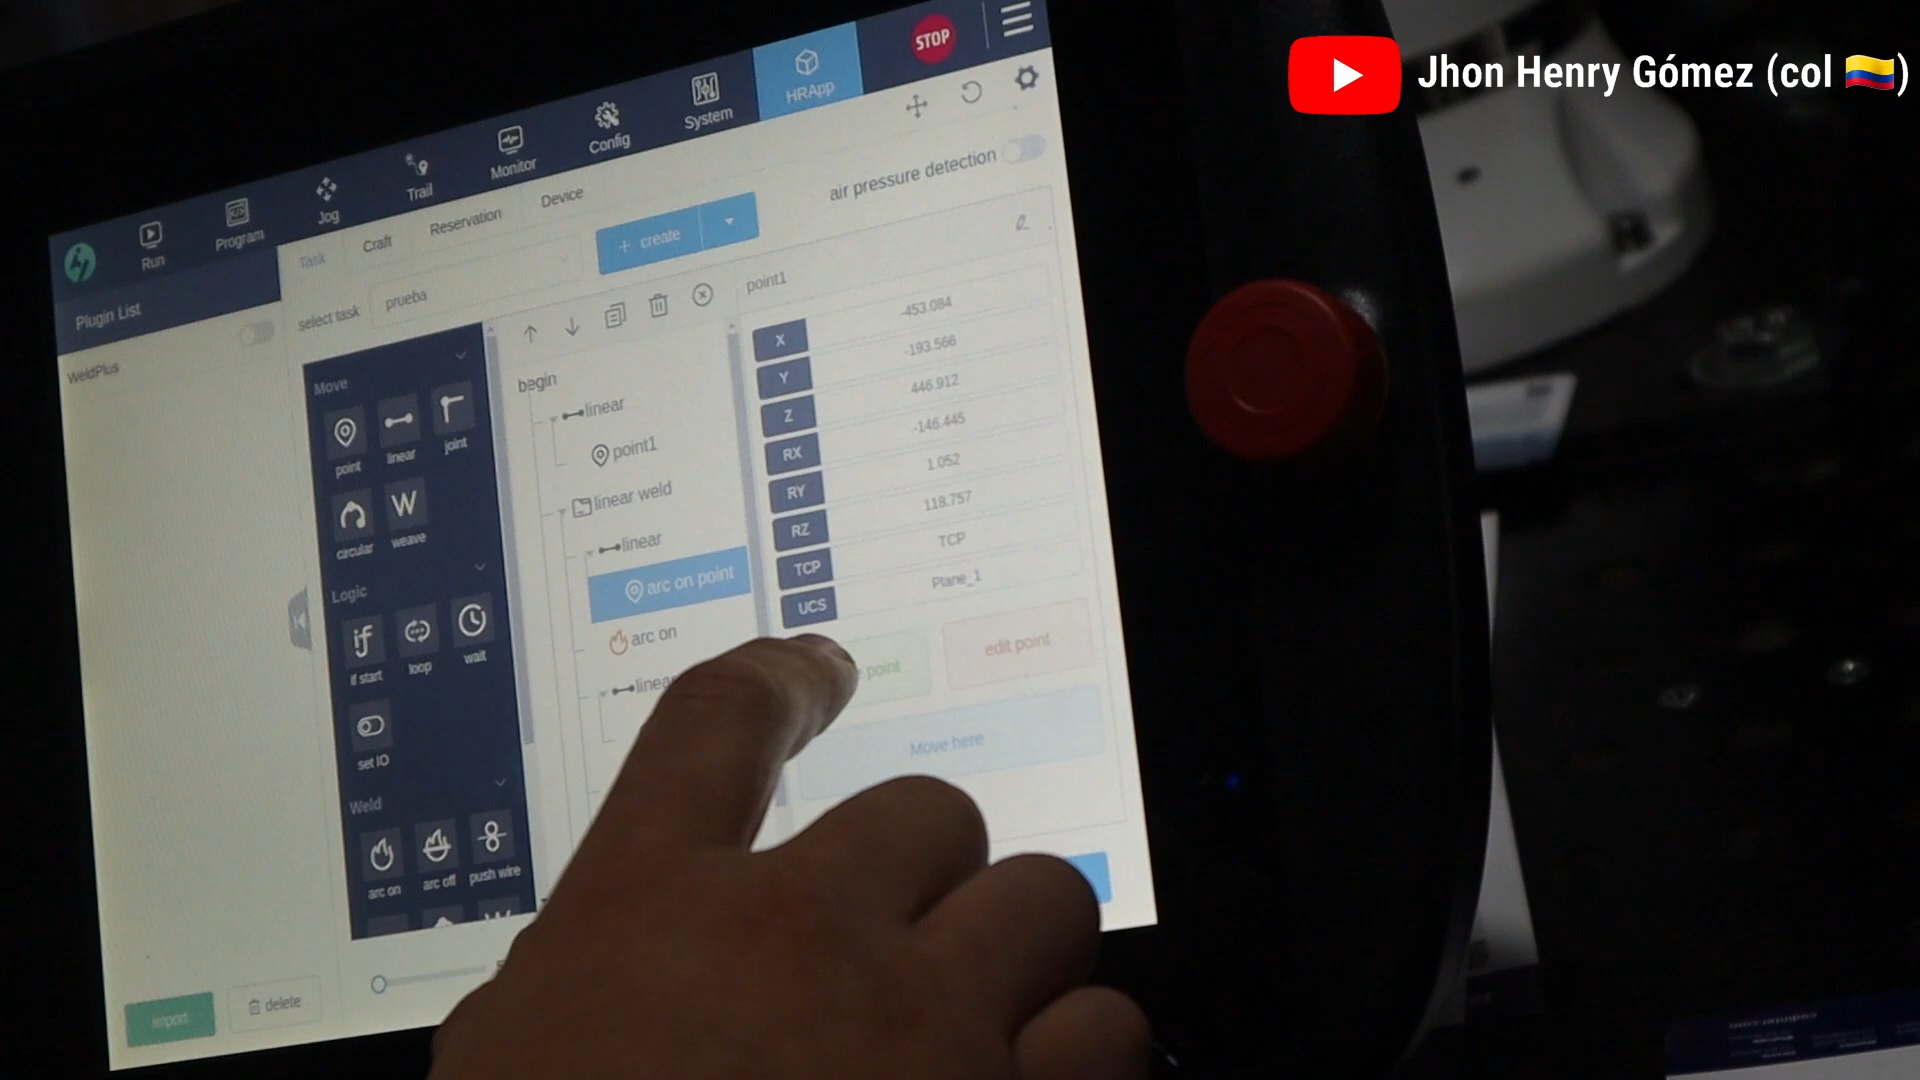 Jhon Henry Gómez (col 🇨🇴)
Run
Program
Jog
Trail
Monitor
Config
System
HRApp
STOP
Plugin List
WeldPlus
import
delete
Task
Craft
Reservation
Device
select task
prueba
+ create
air pressure detection
Move
point
linear
joint
circular
W
weave
Logic
if
if start
loop
wait
set IO
Weld
arc on
arc off
push wire
begin
linear
point1
linear weld
linear
arc on point
arc on
linear
point1
X -453.084
Y -193.566
Z 446.912
RX -146.445
RY 1.052
RZ 118.757
TCP TCP
UCS Plane_1
point
edit point
Move here